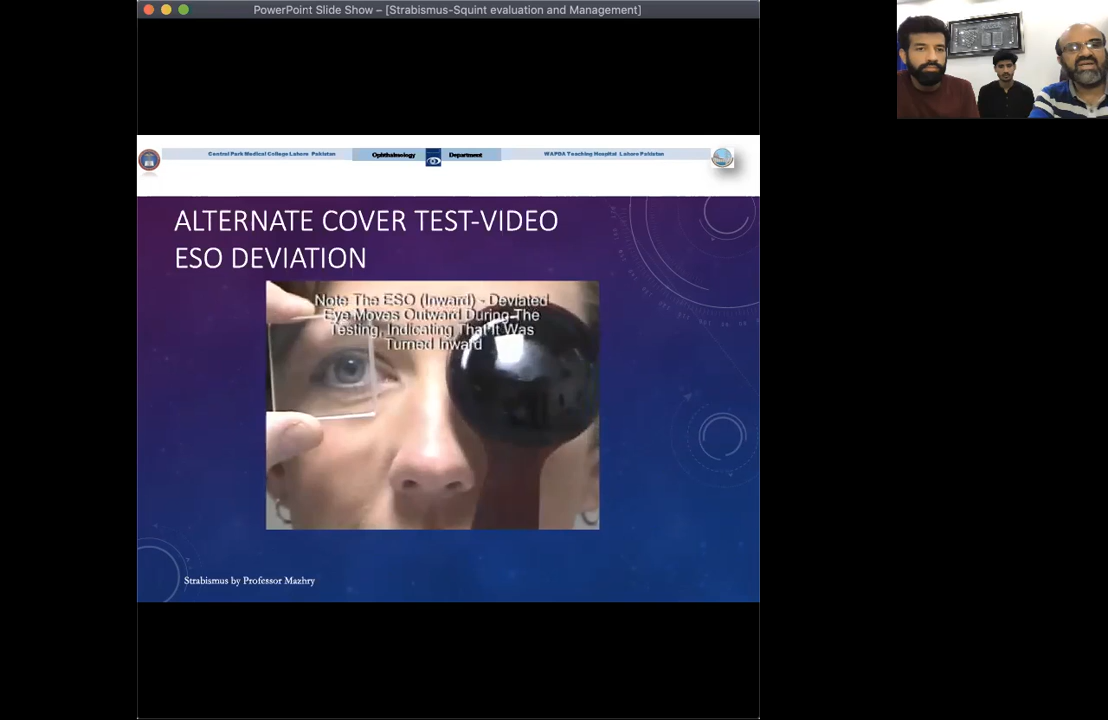 PowerPoint Slide Show – [Strabismus-Squint evaluation and Management]
Central Park Medical College Lahore Pakistan
Ophthalmology Department
WAPDA Teaching Hospital Lahore Pakistan
ALTERNATE COVER TEST-VIDEO
ESO DEVIATION
Note The ESO (Inward) - Deviated
Eye Moves Outward During The
Testing, Indicating That It Was
Turned Inward
Strabismus by Professor Mazhry